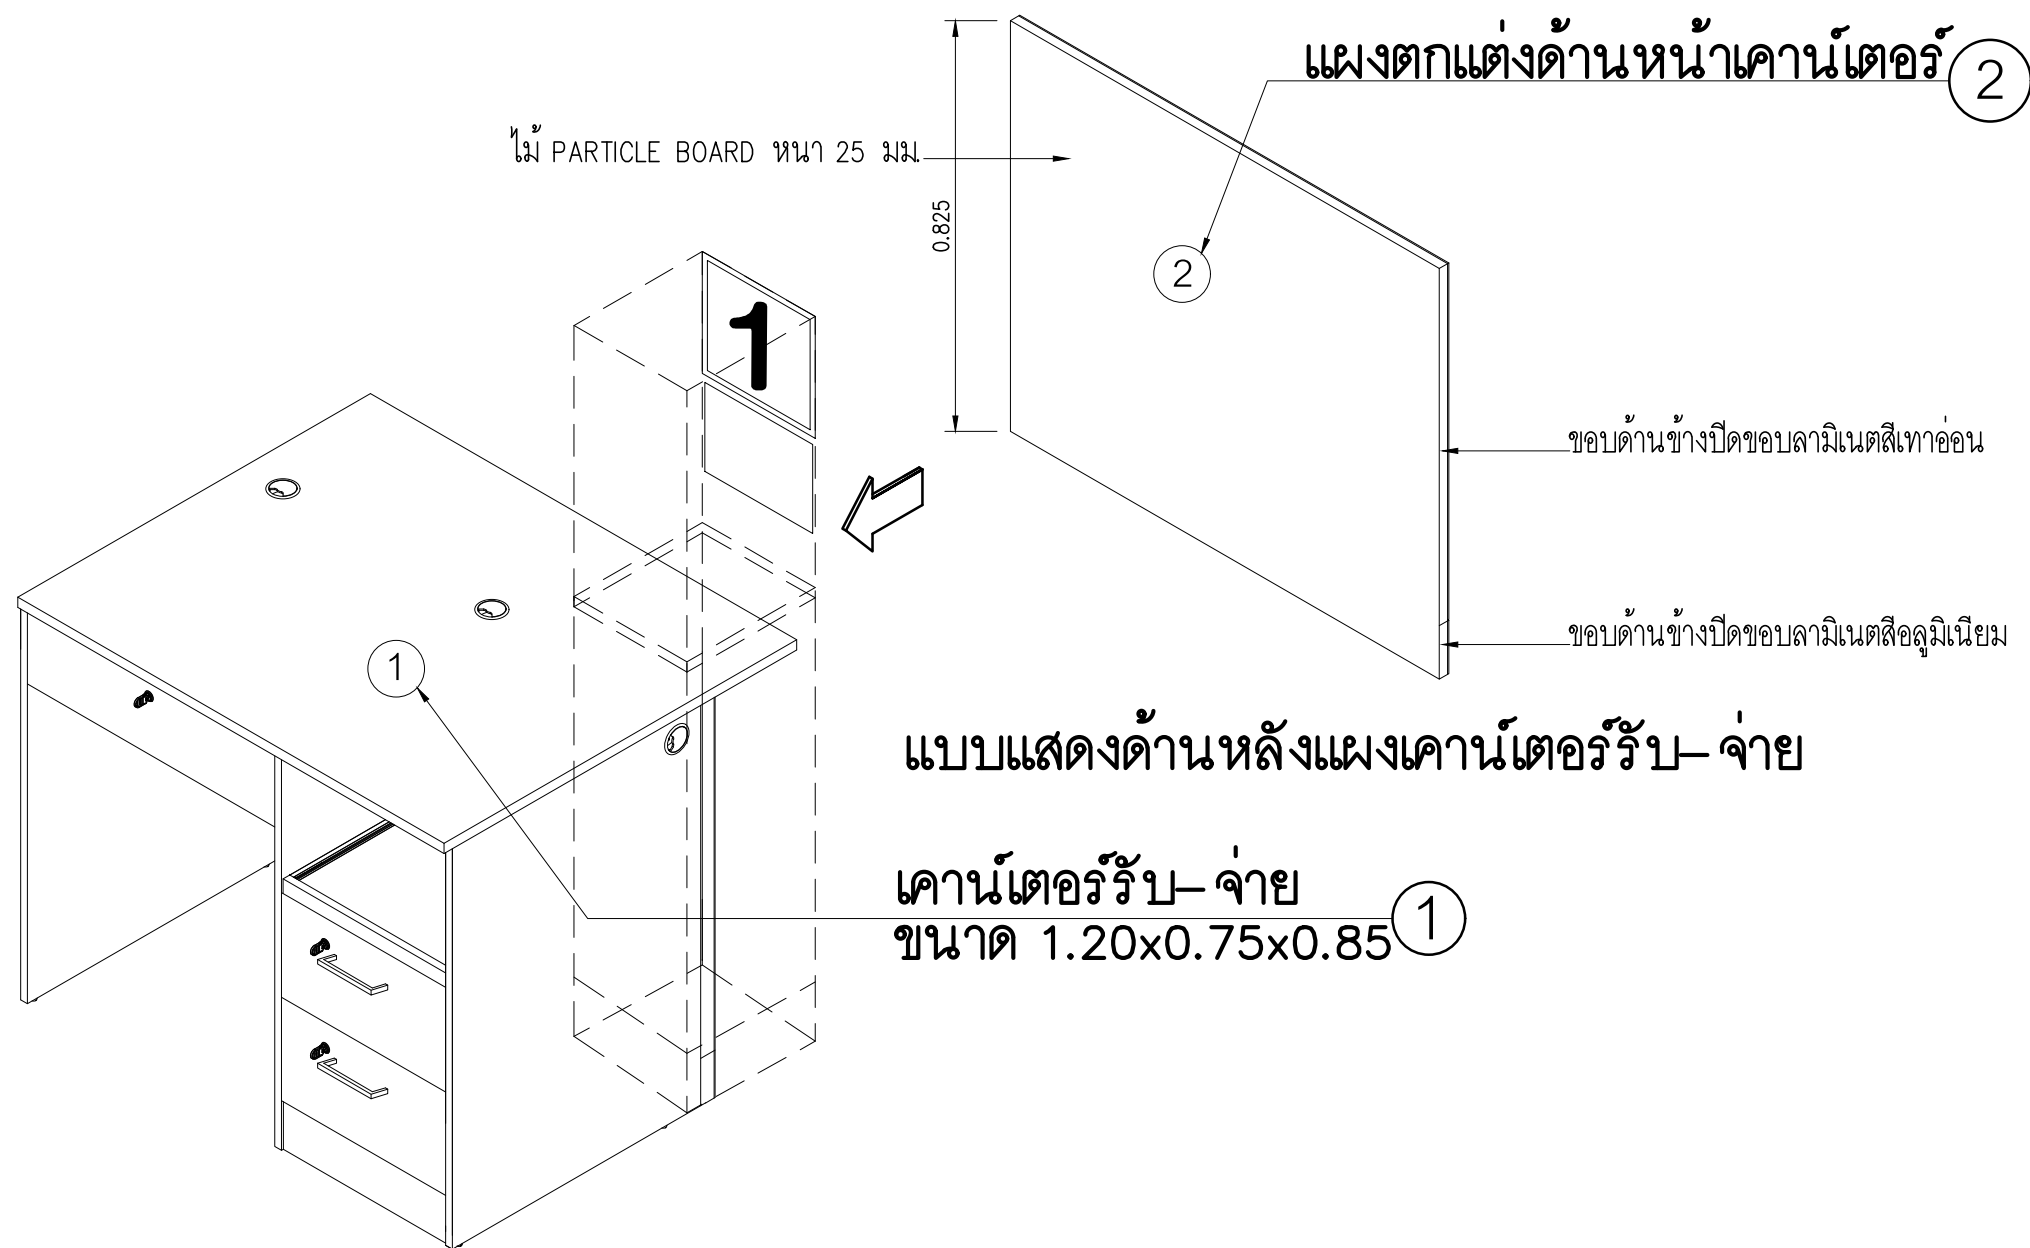 แผงตกแต่งด้านหน้าเคาน์เตอร์ 2
ไม้ PARTICLE BOARD หนา 25 มม.
0.825
2
1
ขอบด้านข้างปิดขอบลามิเนตสีเทาอ่อน
ขอบด้านข้างปิดขอบลามิเนตสีอลูมิเนียม
1
แบบแสดงด้านหลังแผงเคาน์เตอร์รับ-จ่าย
เคาน์เตอร์รับ-จ่าย
ขนาด 1.20x0.75x0.85 1